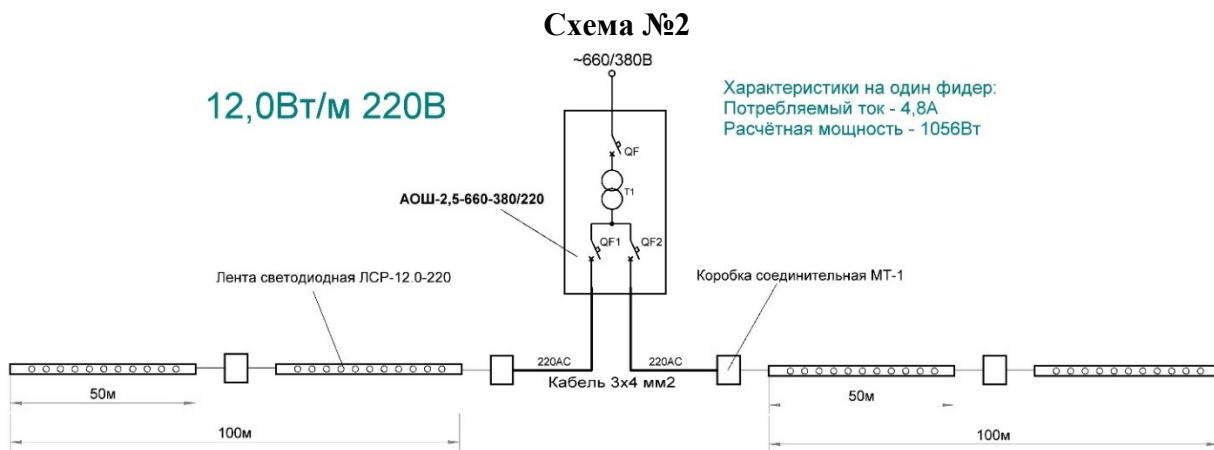 Схема №2
~660/380В
12,0Вт/м 220В
Характеристики на один фидер:
Потребляемый ток - 4,8А
Расчётная мощность - 1056Вт
QF
T1
АОШ-2,5-660-380/220
QF1
QF2
Лента светодиодная ЛСР-12.0-220
Коробка соединительная МТ-1
220АС
220АС
Кабель 3х4 мм2
50м
50м
100м
100м